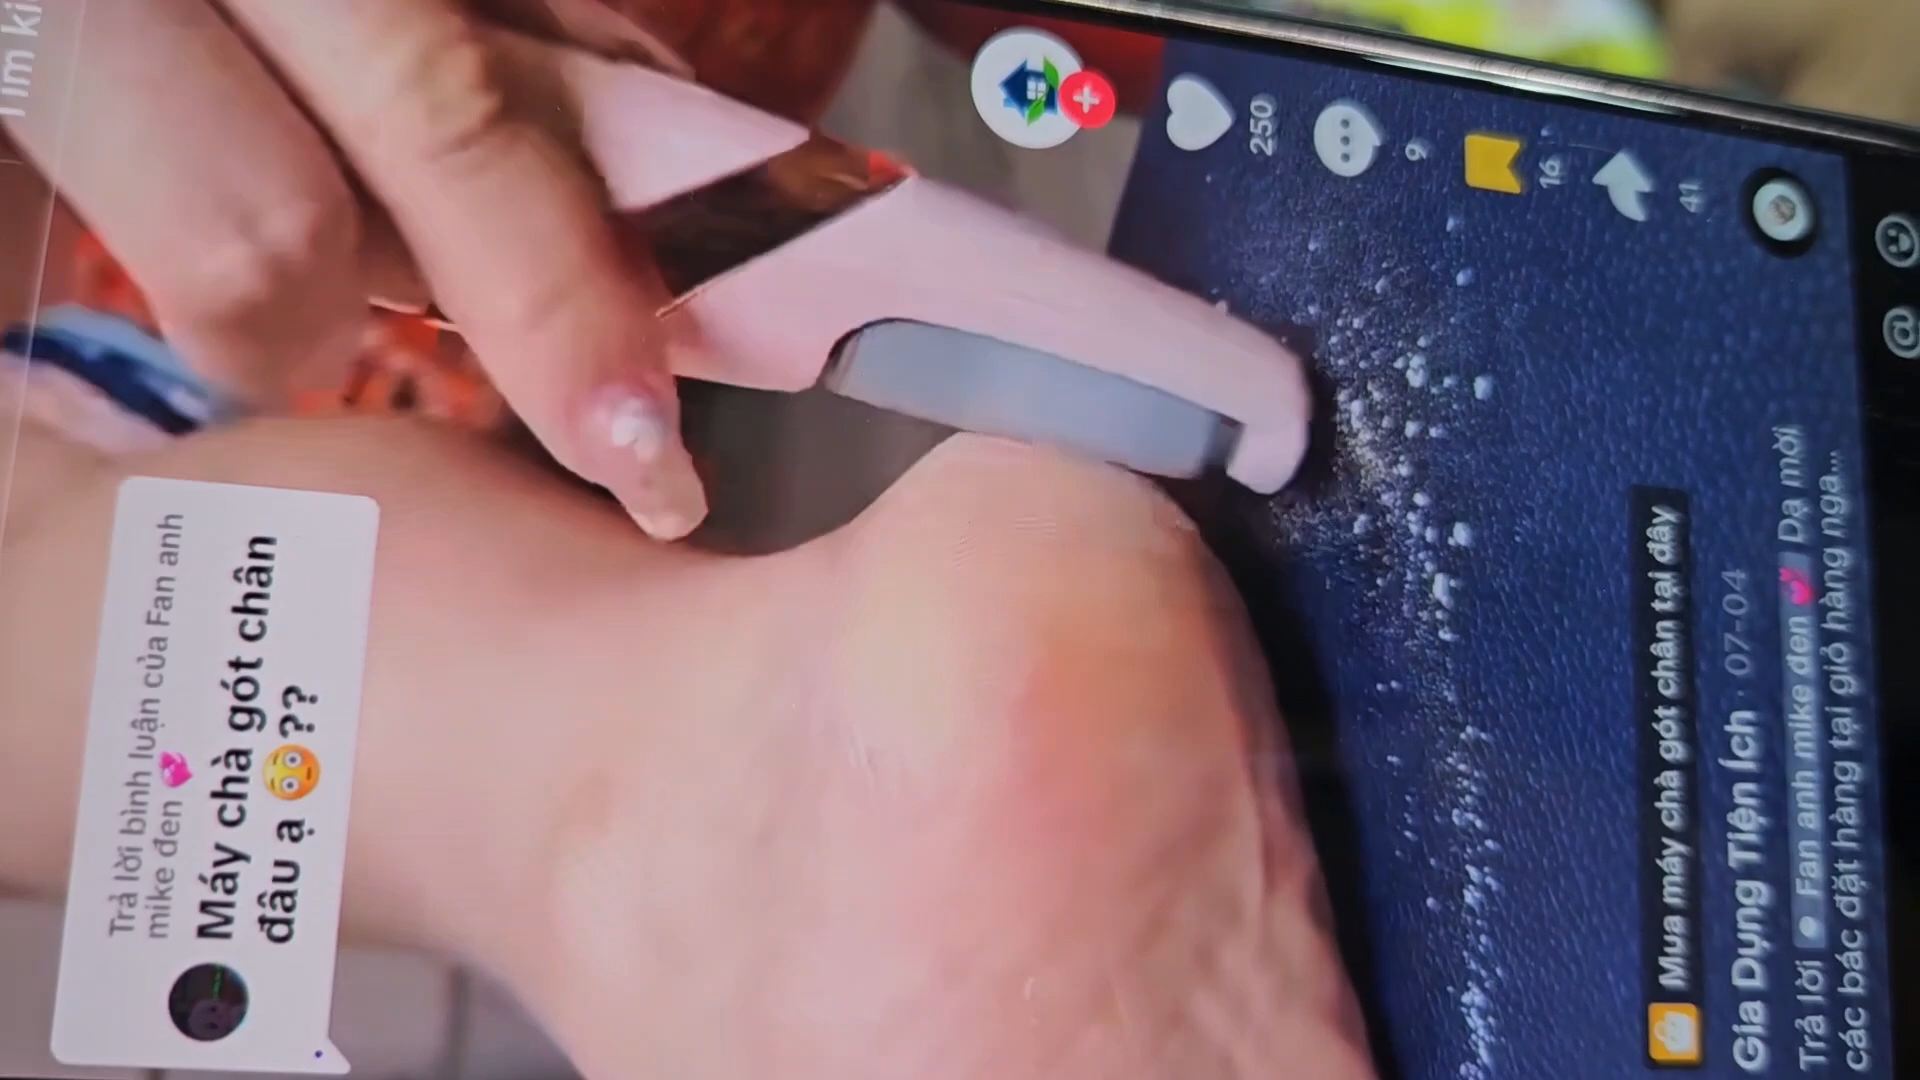 Trả lời bình luận của Fan anh
mike đen 💞
Máy chà gót chân
đâu ạ 😳??
250
9
16
41
Mua máy chà gót chân tại đây
Gia Dụng Tiện Ích · 07-04
Trả lời Fan anh mike đen 💞 Dạ mời
các bác đặt hàng tại giỏ hàng nga...
@